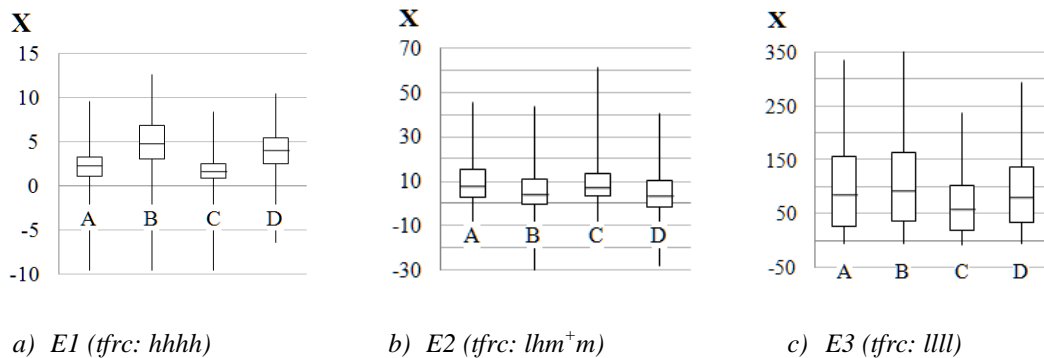 X
15
10
5
0
-5
-10
A B C D
a) E1 (tfrc: hhhh)
X
70
50
30
10
-10
-30
A B C D
b) E2 (tfrc: lhm⁺m)
X
350
250
150
50
-50
A B C D
c) E3 (tfrc: llll)